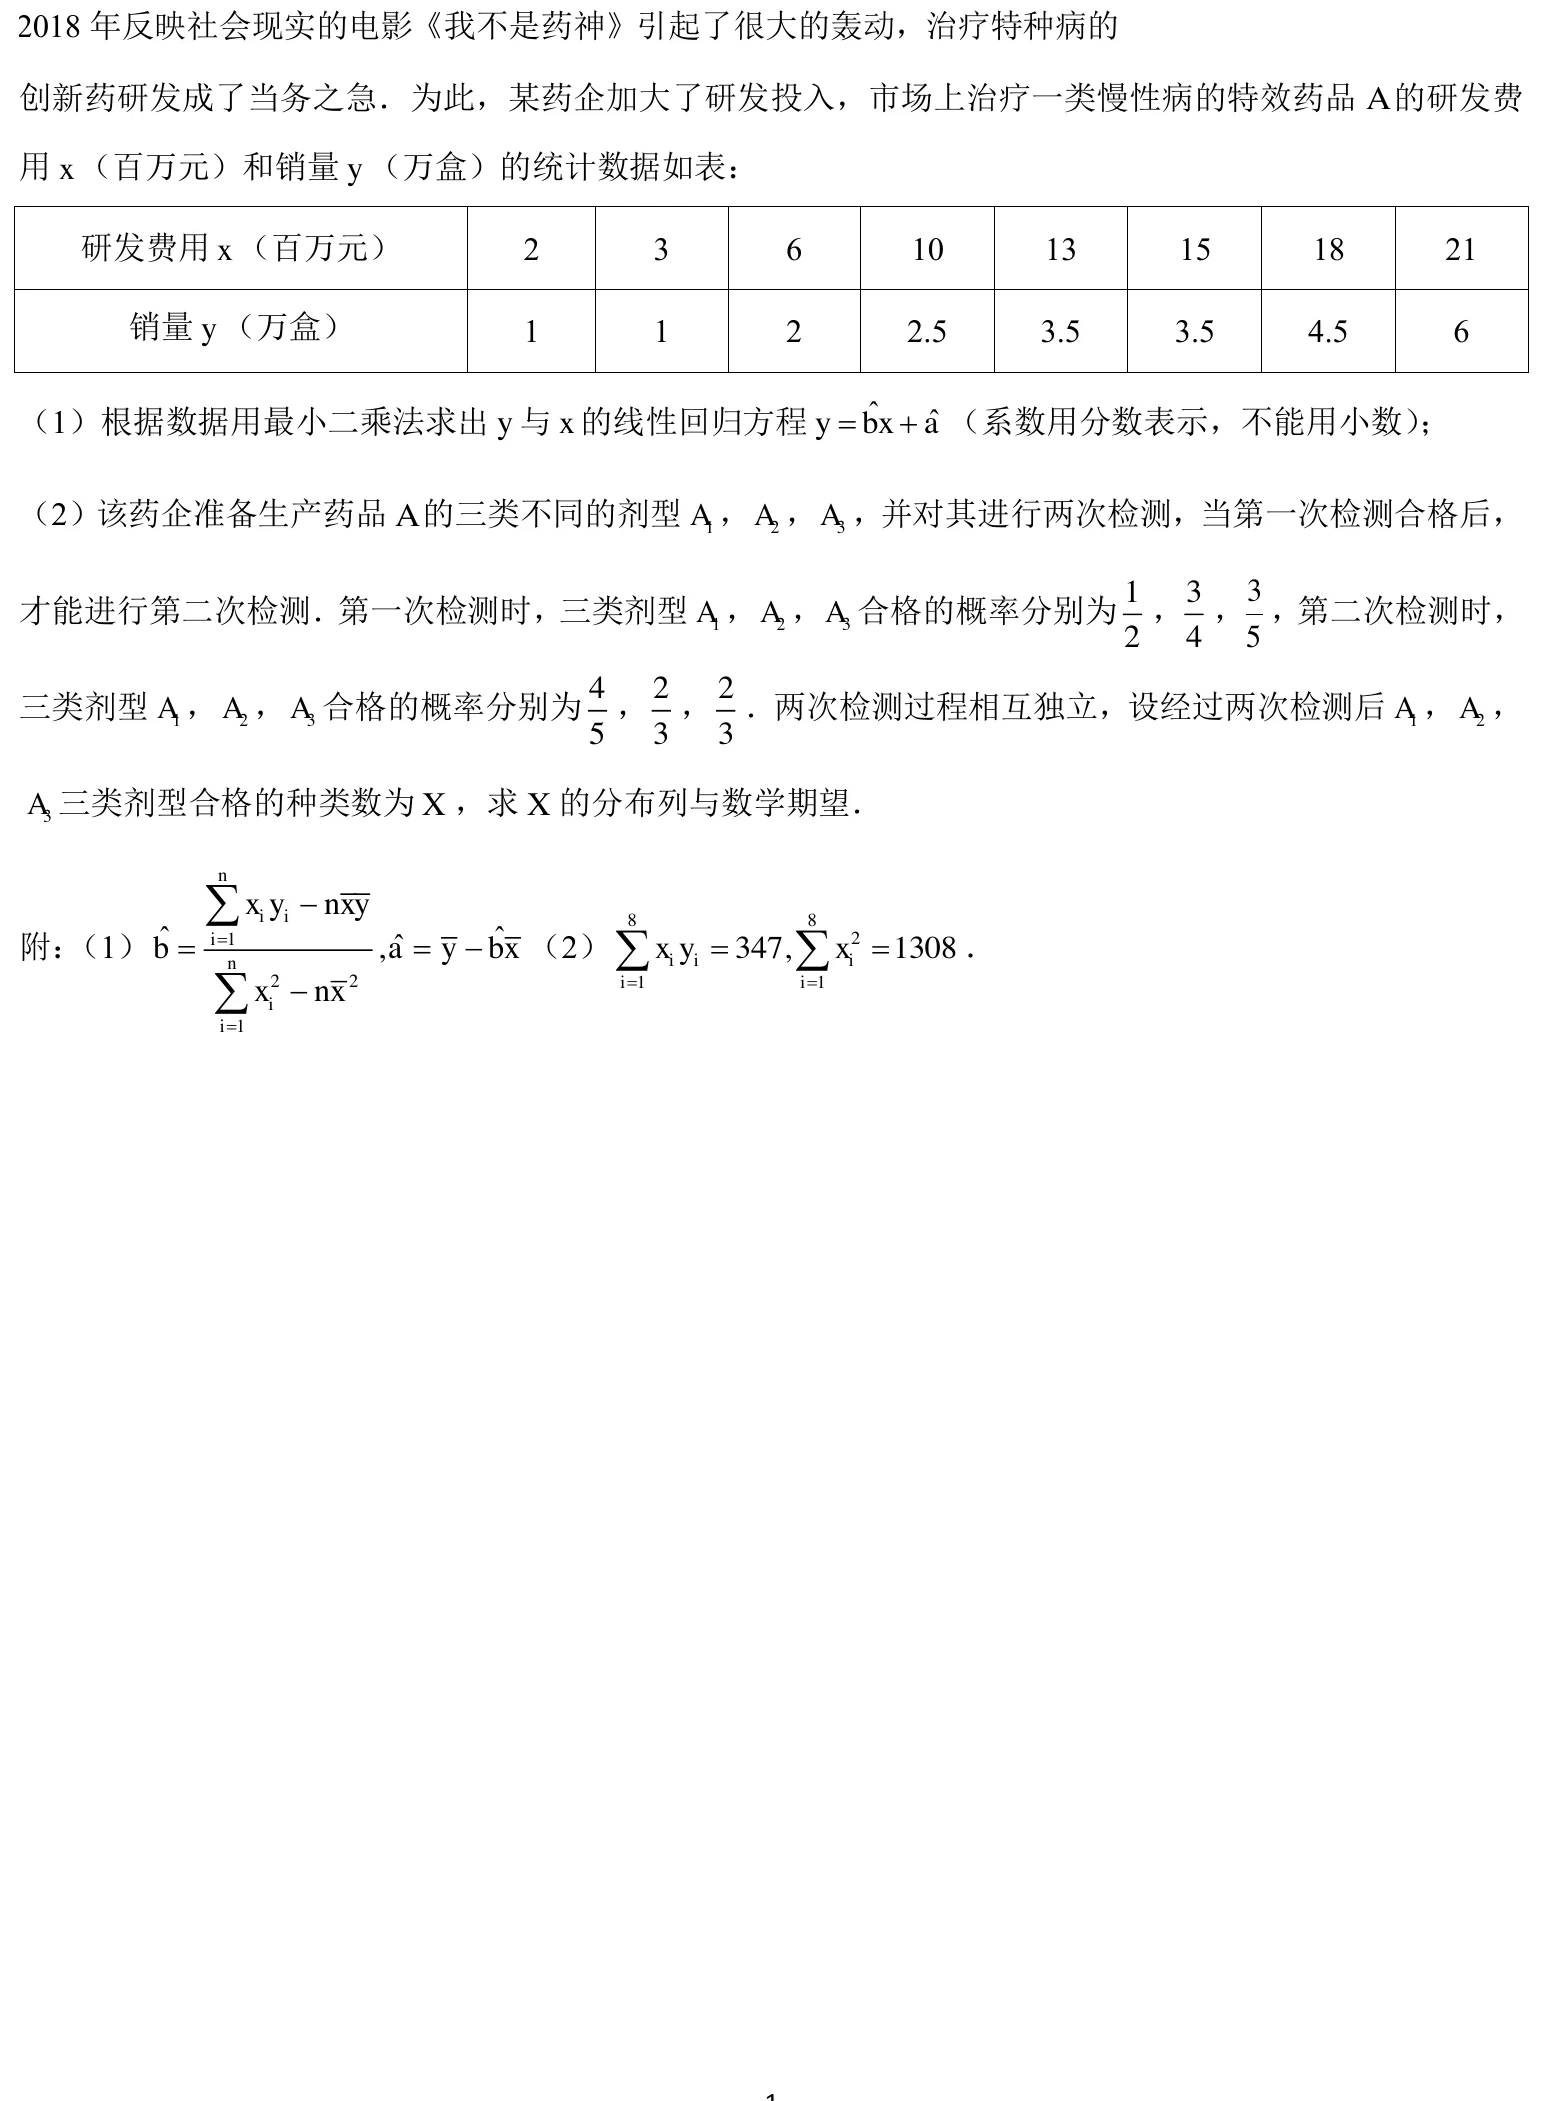 2018 年反映社会现实的电影《我不是药神》引起了很大的轰动，治疗特种病的
创新药研发成了当务之急．为此，某药企加大了研发投入，市场上治疗一类慢性病的特效药品 A 的研发费
用 x（百万元）和销量 y（万盒）的统计数据如表：
研发费用 x（百万元） 2 3 6 10 13 15 18 21
销量 y（万盒） 1 1 2 2.5 3.5 3.5 4.5 6
（1）根据数据用最小二乘法求出 y 与 x 的线性回归方程 y = b̂x + â（系数用分数表示，不能用小数）；
（2）该药企准备生产药品 A 的三类不同的剂型 A₁，A₂，A₃，并对其进行两次检测，当第一次检测合格后，
才能进行第二次检测．第一次检测时，三类剂型 A₁，A₂，A₃ 合格的概率分别为 1/2，3/4，3/5，第二次检测时，
三类剂型 A₁，A₂，A₃ 合格的概率分别为 4/5，2/3，2/3．两次检测过程相互独立，设经过两次检测后 A₁，A₂，
A₃ 三类剂型合格的种类数为 X，求 X 的分布列与数学期望．
附：（1）b̂ = (∑_{i=1}^{n} x_i y_i − n x̄ȳ) / (∑_{i=1}^{n} x_i² − n x̄²), â = ȳ − b̂x̄（2）∑_{i=1}^{8} x_i y_i = 347, ∑_{i=1}^{8} x_i² = 1308．
1